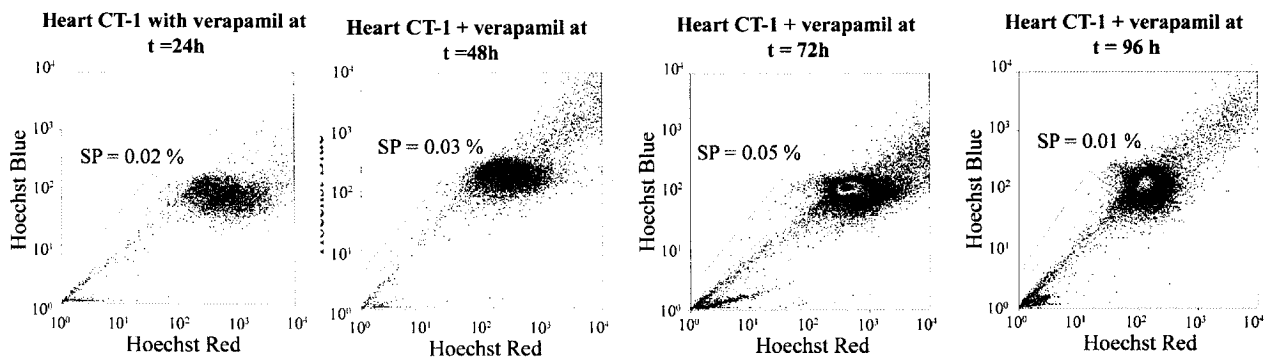 Heart CT-1 with verapamil at
t =24h
10⁴
10³
10²
10¹
10⁰
Hoechst Blue
SP = 0.02 %
10⁰ 10¹ 10² 10³ 10⁴
Hoechst Red
Heart CT-1 + verapamil at
t =48h
10⁴
10³
10²
10¹
10⁰
SP = 0.03 %
10⁰ 10¹ 10² 10³ 10⁴
Hoechst Red
Heart CT-1 + verapamil at
t = 72h
10⁴
10³
10²
10¹
10⁰
Hoechst Blue
SP = 0.05 %
10⁰ 10¹ 10² 10³ 10⁴
Hoechst Red
Heart CT-1 + verapamil at
t = 96 h
10⁴
10³
10²
10¹
10⁰
Hoechst Blue
SP = 0.01 %
10⁰ 10¹ 10² 10³ 10⁴
Hoechst Red